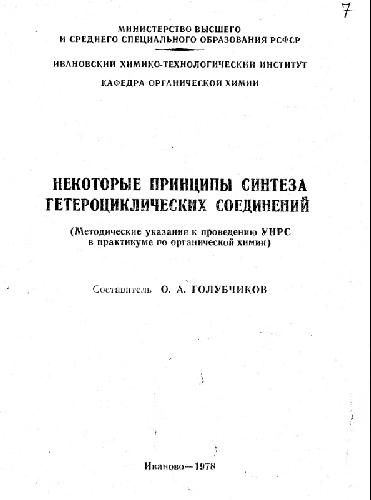 7
МИНИСТЕРСТВО ВЫСШЕГО
И СРЕДНЕГО СПЕЦИАЛЬНОГО ОБРАЗОВАНИЯ РСФСР
ИВАНОВСКИЙ ХИМИКО-ТЕХНОЛОГИЧЕСКИЙ ИНСТИТУТ
КАФЕДРА ОРГАНИЧЕСКОЙ ХИМИИ
НЕКОТОРЫЕ ПРИНЦИПЫ СИНТЕЗА
ГЕТЕРОЦИКЛИЧЕСКИХ СОЕДИНЕНИЙ
(Методические указания к проведению УИРС
в практикуме по органической химии)
Составитель О. А. ГОЛУБЧИКОВ
Иваново—1978